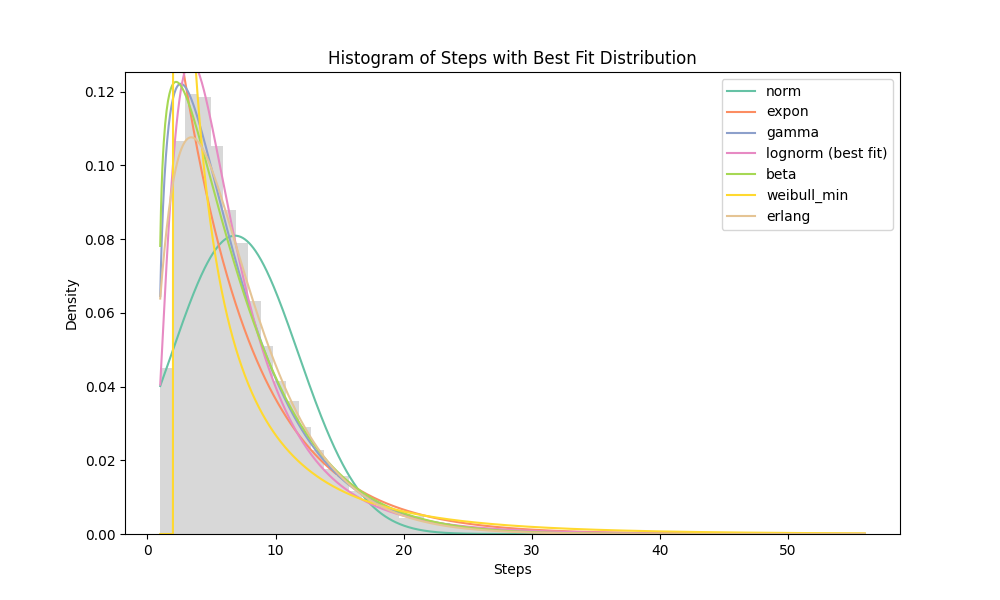 Histogram of Steps with Best Fit Distribution
0.12
0.10
0.08
0.06
0.04
0.02
0.00
Density
0
10
20
30
40
50
Steps
norm
expon
gamma
lognorm (best fit)
beta
weibull_min
erlang